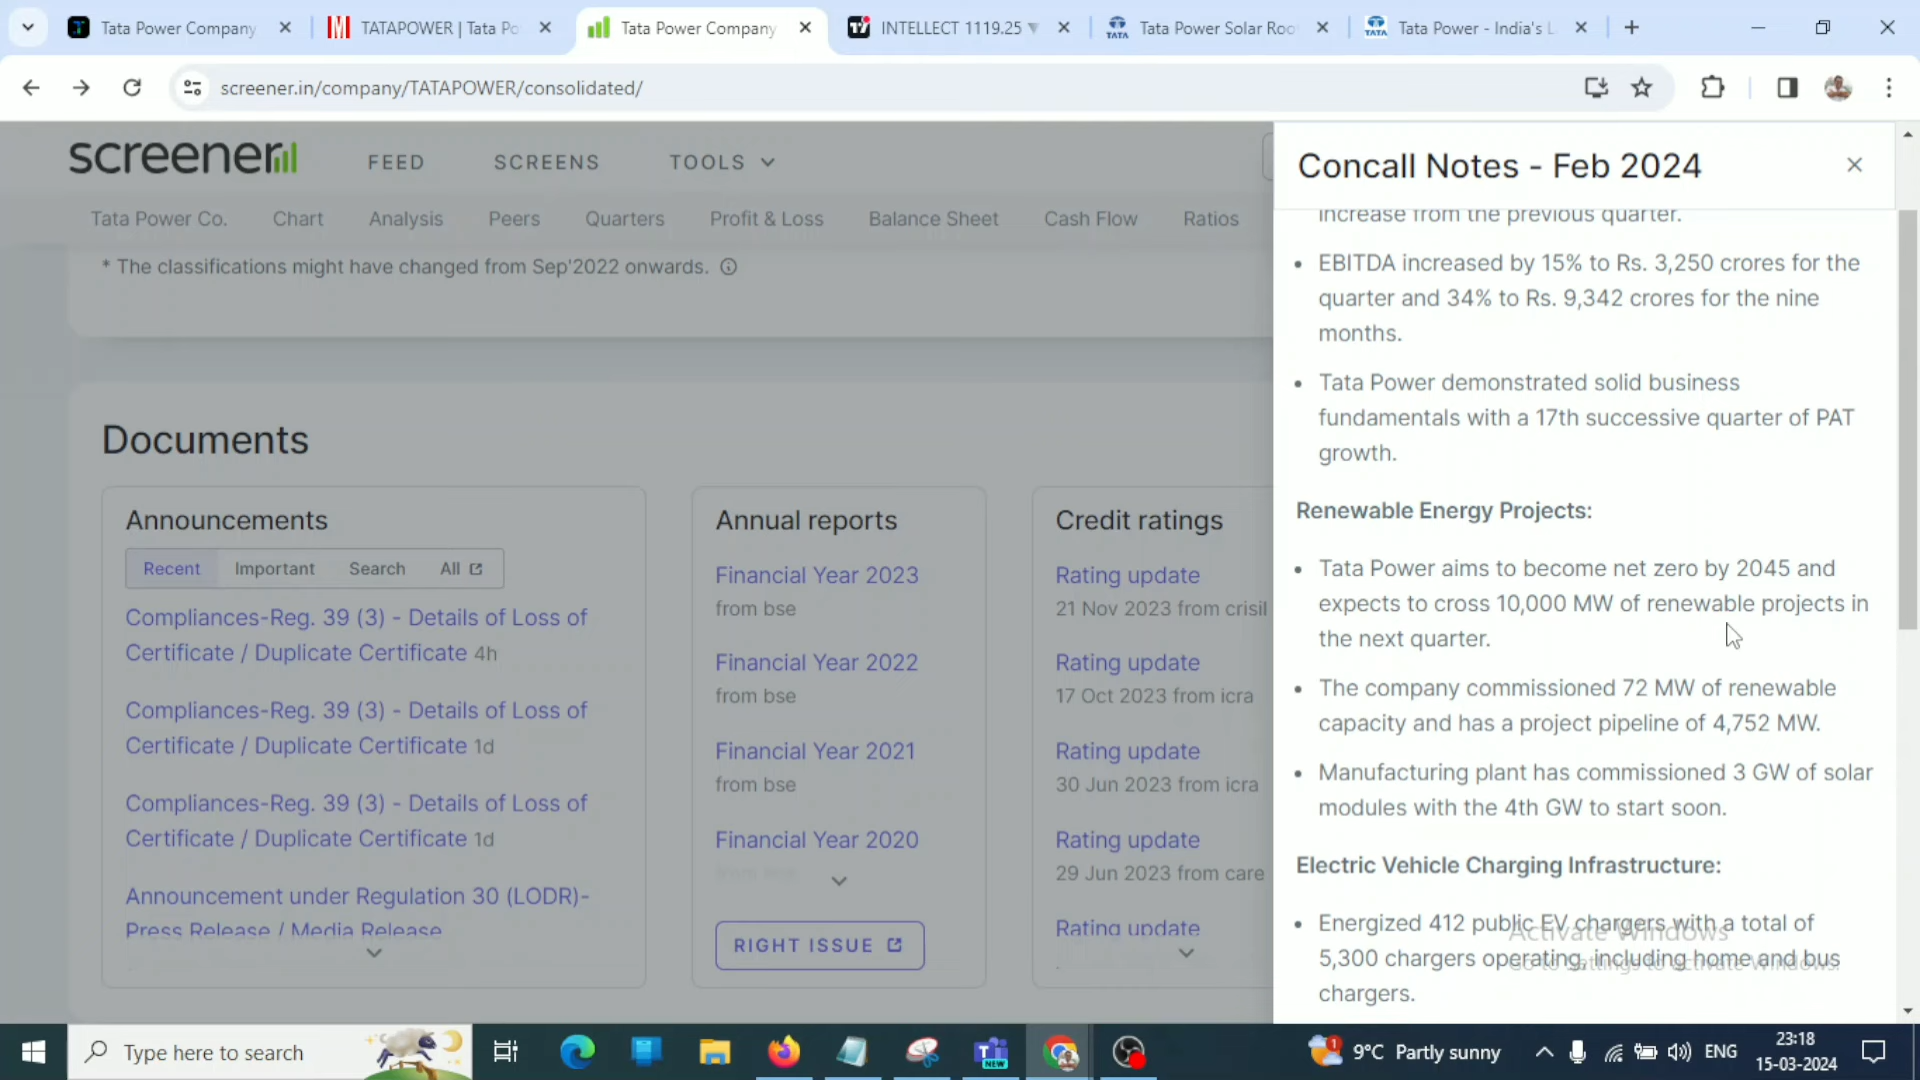 Tata Power Company
TATAPOWER | Tata Po
Tata Power Company
INTELLECT 1119.25 ▼
TATA
Tata Power Solar Roo
TATA
Tata Power - India's L
screener.in/company/TATAPOWER/consolidated/
screener
FEED
SCREENS
TOOLS
Tata Power Co.
Chart
Analysis
Peers
Quarters
Profit & Loss
Balance Sheet
Cash Flow
Ratios
* The classifications might have changed from Sep'2022 onwards.
Documents
Announcements
Recent
Important
Search
All
Compliances-Reg. 39 (3) - Details of Loss of
Certificate / Duplicate Certificate 4h
Compliances-Reg. 39 (3) - Details of Loss of
Certificate / Duplicate Certificate 1d
Compliances-Reg. 39 (3) - Details of Loss of
Certificate / Duplicate Certificate 1d
Announcement under Regulation 30 (LODR)-
Press Release / Media Release
Annual reports
Financial Year 2023
from bse
Financial Year 2022
from bse
Financial Year 2021
from bse
Financial Year 2020
from bse
RIGHT ISSUE
Credit ratings
Rating update
21 Nov 2023 from crisil
Rating update
17 Oct 2023 from icra
Rating update
30 Jun 2023 from icra
Rating update
29 Jun 2023 from care
Rating update
Concall Notes - Feb 2024
increase from the previous quarter.
• EBITDA increased by 15% to Rs. 3,250 crores for the
quarter and 34% to Rs. 9,342 crores for the nine
months.
• Tata Power demonstrated solid business
fundamentals with a 17th successive quarter of PAT
growth.
Renewable Energy Projects:
• Tata Power aims to become net zero by 2045 and
expects to cross 10,000 MW of renewable projects in
the next quarter.
• The company commissioned 72 MW of renewable
capacity and has a project pipeline of 4,752 MW.
• Manufacturing plant has commissioned 3 GW of solar
modules with the 4th GW to start soon.
Electric Vehicle Charging Infrastructure:
• Energized 412 public EV chargers with a total of
5,300 chargers operating, including home and bus
chargers.
Activate Windows
Go to Settings to activate Windows.
Type here to search
NEW
1
9°C Partly sunny
ENG
23:18
15-03-2024